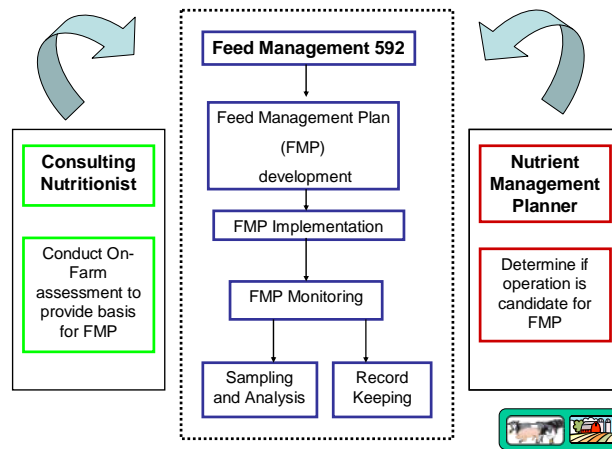 Feed Management 592
Feed Management Plan
(FMP)
development
FMP Implementation
FMP Monitoring
Sampling
and Analysis
Record
Keeping
Consulting
Nutritionist
Conduct On-
Farm
assessment to
provide basis
for FMP
Nutrient
Management
Planner
Determine if
operation is
candidate for
FMP